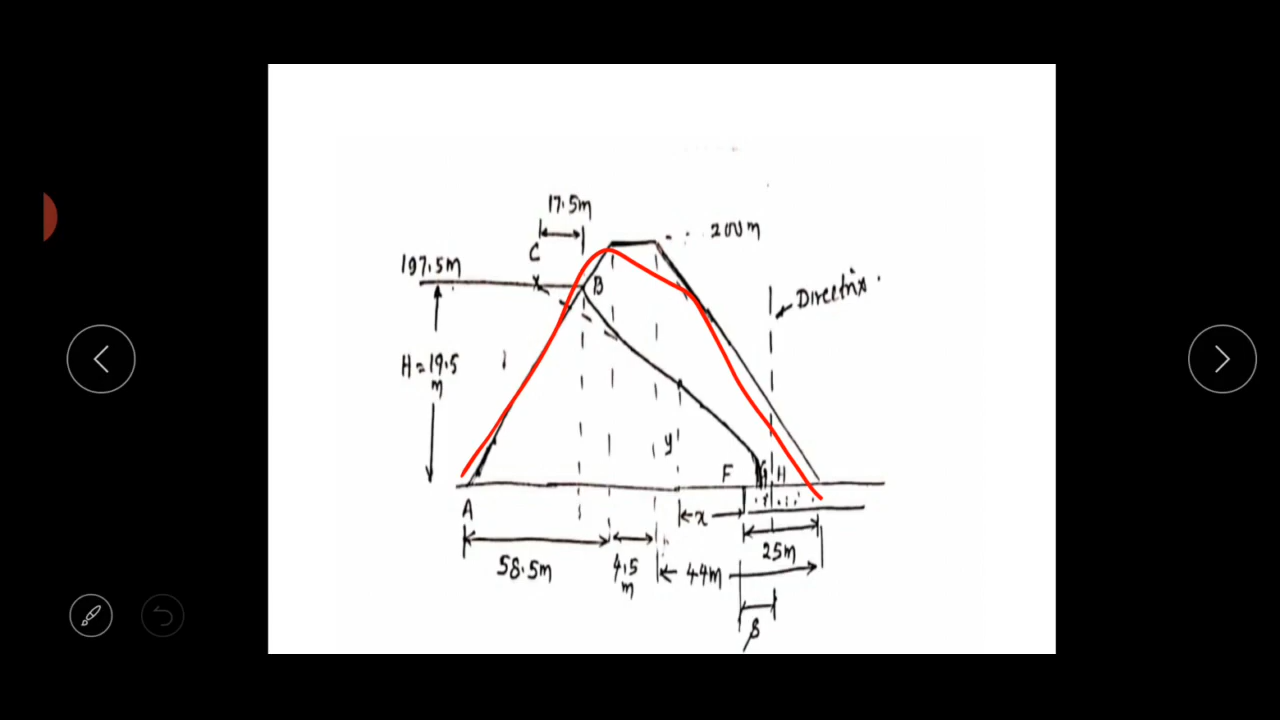 17.5m
C
200m
197.5m
B
Directrix
H = 19.5
m
y
F
H
A
x
25m
58.5m
4.5
m
44m
S